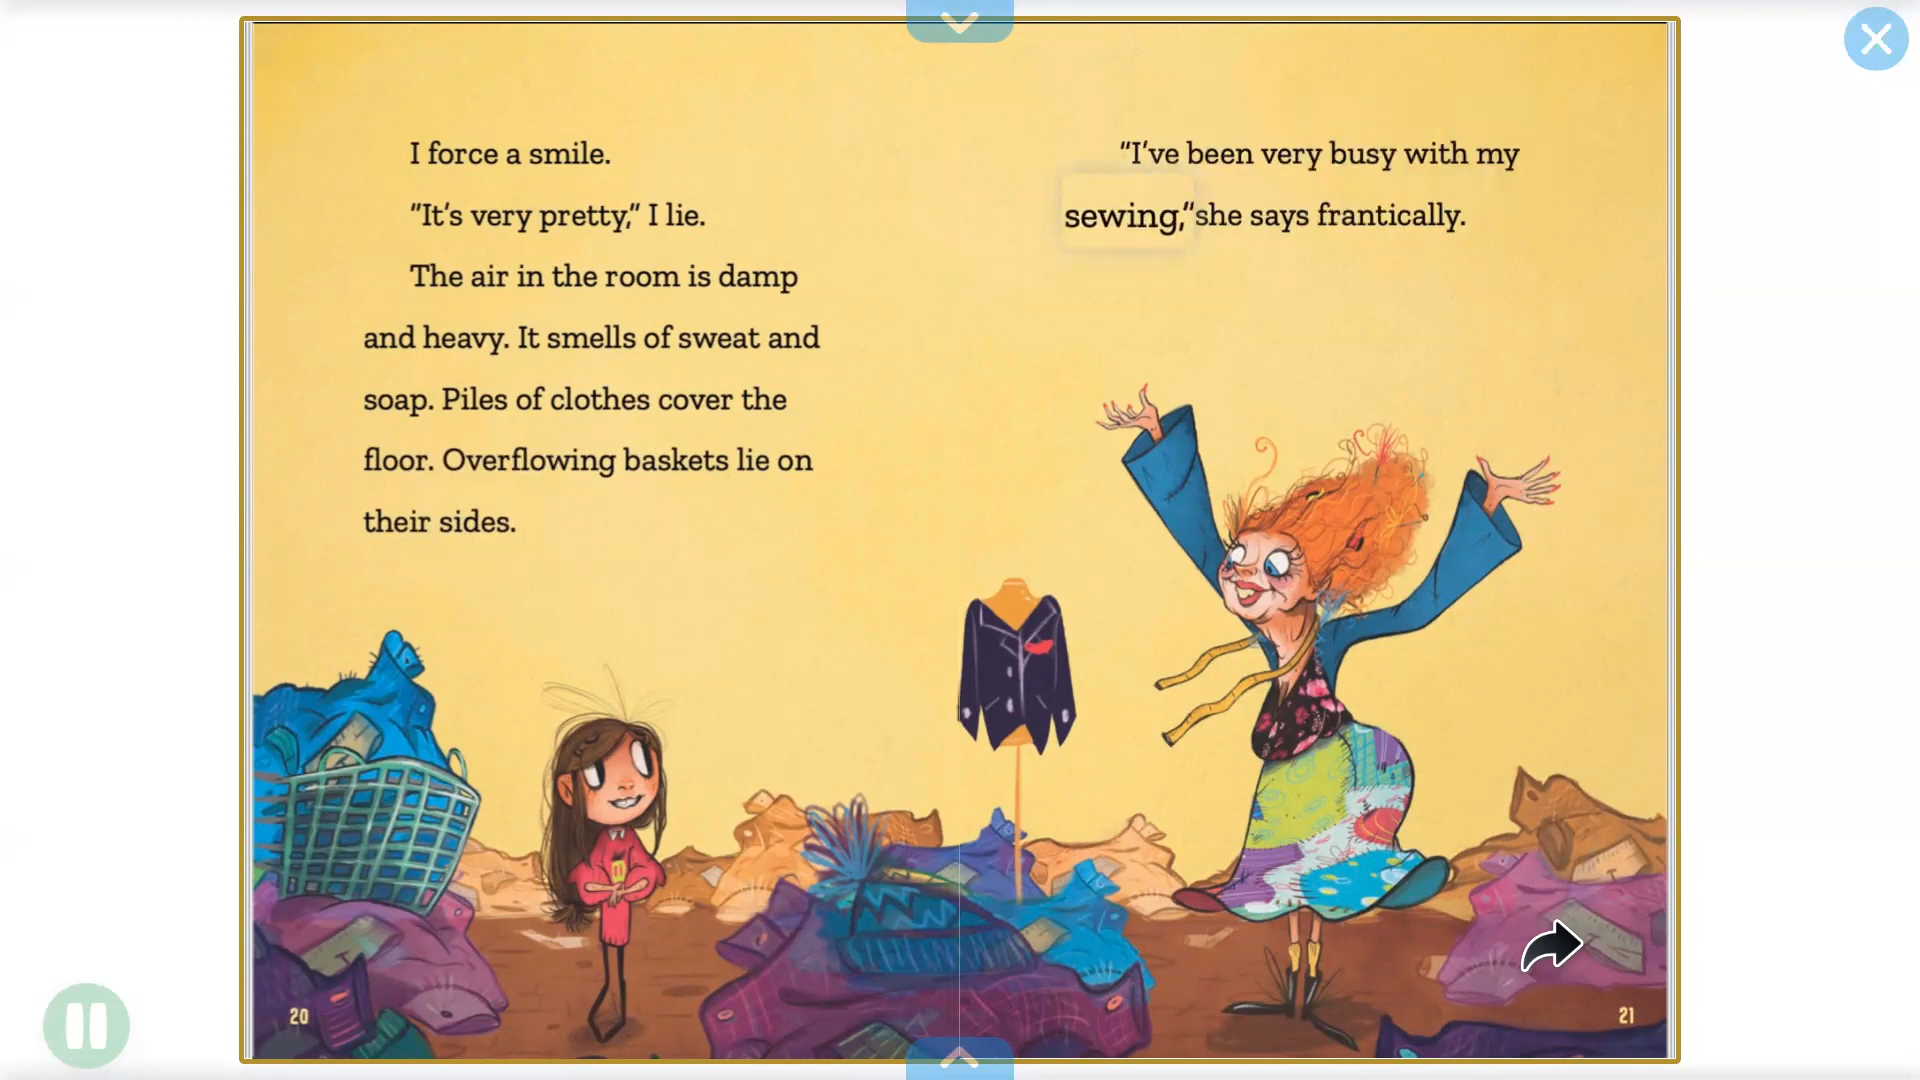 I force a smile.
“It’s very pretty,” I lie.
The air in the room is damp
and heavy. It smells of sweat and
soap. Piles of clothes cover the
floor. Overflowing baskets lie on
their sides.
“I’ve been very busy with my
sewing,” she says frantically.
20
21